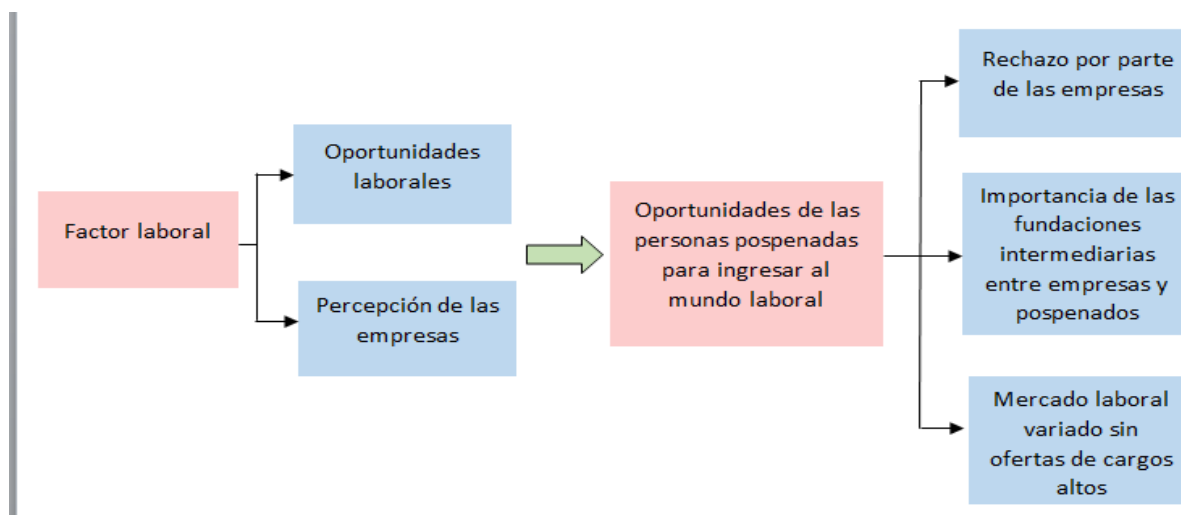 Factor laboral
Oportunidades
laborales
Percepción de las
empresas
Oportunidades de las
personas pospenadas
para ingresar al
mundo laboral
Rechazo por parte
de las empresas
Importancia de las
fundaciones
intermediarias
entre empresas y
pospenados
Mercado laboral
variado sin
ofertas de cargos
altos